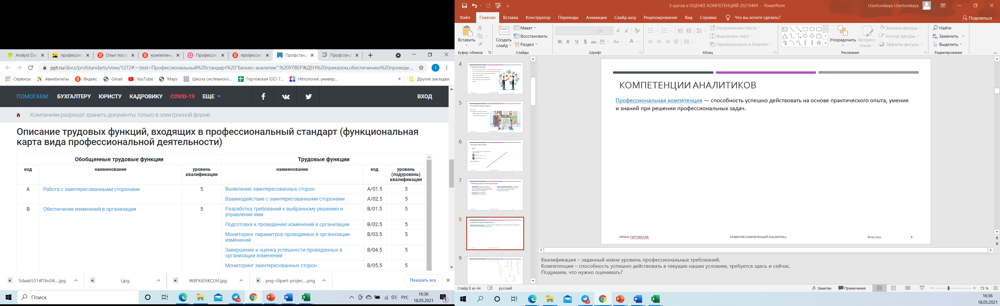 Analyst Day
професси
Опыт постр
компетенц
Професси
професси
Профстанд
Профстанд
ppt.ru/docs/profstandarts/view/1272#:~:text=Профессиональный%20стандарт%20"Бизнес-аналитик".%20УТВЕРЖДЕН%20приказом,обеспечению%20проведе...
I
Сервисы
Авиабилеты
Яндекс
Gmail
YouTube
Maps
Школа системного...
Гертовская IDO-7...
Нетология: универ...
»
Другие закладки
ПОМОГАЕМ: БУХГАЛТЕРУ ЮРИСТУ КАДРОВИКУ COVID-19 ЕЩЕ
ВХОД
Компаниям разрешат хранить документы только в электронной форме
Описание трудовых функций, входящих в профессиональный стандарт (функциональная
карта вида профессиональной деятельности)
Обобщенные трудовые функции
Трудовые функции
код
наименование
уровень
квалификации
наименование
код
уровень
(подуровень)
квалификации
A
Работа с заинтересованными сторонами
5
Выявление заинтересованных сторон
A/01.5
5
Взаимодействие с заинтересованными сторонами
A/02.5
5
B
Обеспечение изменений в организации
5
Разработка требований к выбранному решению и
управление ими
B/01.5
5
Подготовка к проведению изменений в организации
B/02.5
5
Мониторинг параметров проводимых в организации
изменений
B/03.5
5
Завершение и оценка успешности проведенных в
организации изменений
B/04.5
5
Мониторинг заинтересованных сторон
B/05.5
5
5daab5314f1bc04....jpg
i.jpg
WBFXd3tKCLM.jpg
png-clipart-projec....png
Показать все
Поиск
РУС
16:36
18.05.2021
5 шагов к ОЦЕНКЕ КОМПЕТЕНЦИЙ 20210404 - PowerPoint
I.Gertovskaya I.Gertovskaya
Файл
Главная
Вставка
Конструктор
Переходы
Анимация
Слайд-шоу
Рецензирование
Вид
Справка
Что вы хотите сделать?
Поделиться
Вставить
Буфер обмена
Создать
слайд
Макет
Восстановить
Раздел
Слайды
29
Ж К Ч S abc AV Aa A
Шрифт
Направление текста
Выровнять текст
Преобразовать в SmartArt
Абзац
Упорядочить
Экспресс-
стили
Заливка фигуры
Контур фигуры
Эффекты фигуры
Рисование
Найти
Заменить
Выделить
Редактирование
4
О ЧЕМ ПОГОВОРИМ
5
В КАКОЙ РОЛИ ВЫ ЗДЕСЬ?
6
ПРЕДШЕСТВЕННИКИ
7
ТЕРМИНОЛОГИЯ, ТЕРМИНОЛОГИЯ!
8
КОМПЕТЕНЦИИ АНАЛИТИКОВ
9
КОМПЕТЕНЦИИ АНАЛИТИКОВ
Профессиональная компетенция — способность успешно действовать на основе практического опыта, умения
и знаний при решении профессиональных задач.
ИРИНА ГЕРТОВСКАЯ
РАЗВИТИЕ КОМПЕТЕНЦИЙ АНАЛИТИКА
18.05.2021
8
Квалификация – заданный извне уровень профессиональных требований.
Компетенция – способность успешно действовать в текущих наших условиях, требуется здесь и сейчас.
Подумаем, что нужно оценивать?
Слайд 8 из 44
русский
Заметки
Примечания
73 %
16:36
18.05.2021